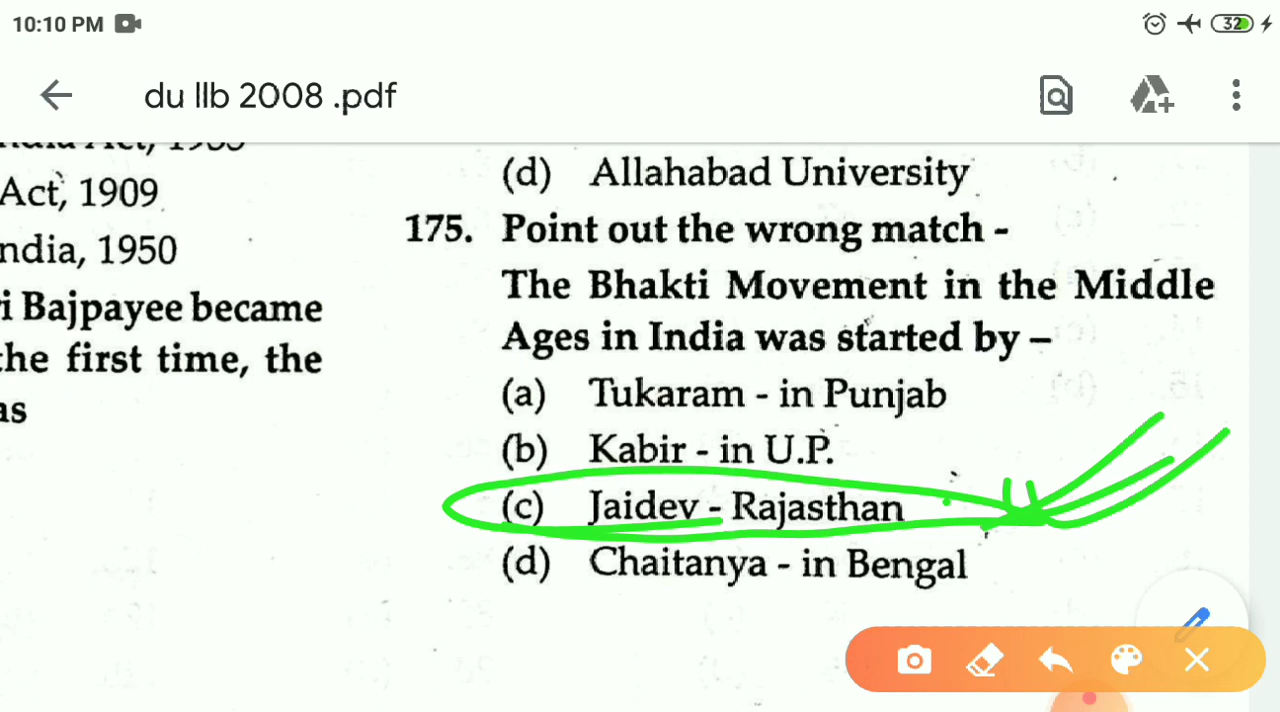 10:10 PM
32
du llb 2008 .pdf
Act, 1909
ndia, 1950
i Bajpayee became
the first time, the
as
(d) Allahabad University
175. Point out the wrong match -
The Bhakti Movement in the Middle
Ages in India was started by –
(a) Tukaram - in Punjab
(b) Kabir - in U.P.
(c) Jaidev - Rajasthan
(d) Chaitanya - in Bengal